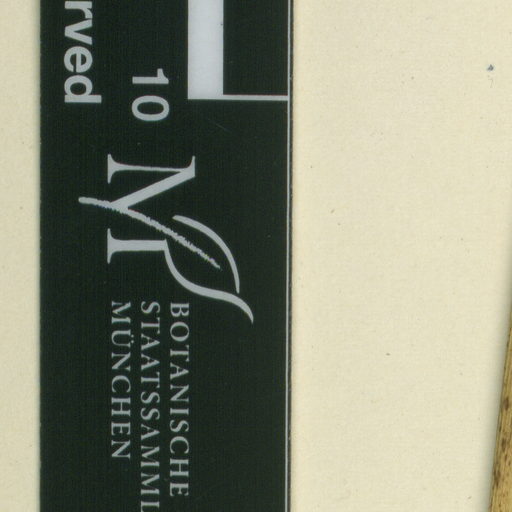 rved
10
M
BOTANISCHE
STAATSSAMML
MÜNCHEN